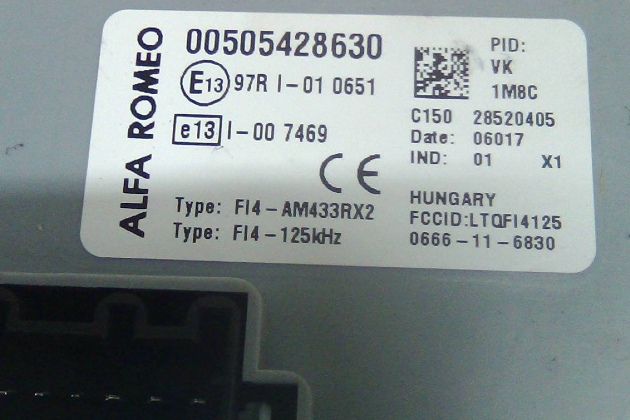 ALFA ROMEO
00505428630
E13 97R I-01 0651
e13 I-00 7469
CE
Type: FI4-AM433RX2
Type: FI4-125kHz
PID:
VK
1M8C
C150 28520405
Date: 06017
IND: 01 X1
HUNGARY
FCCID:LTQFI4125
0666-11-6830